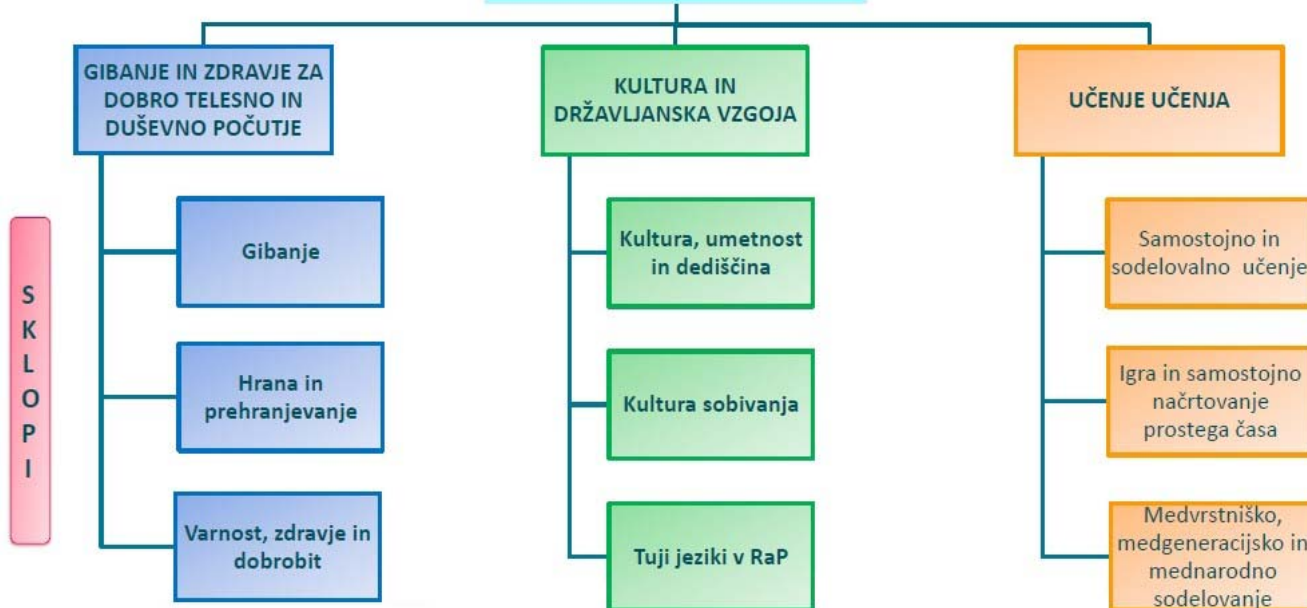 GIBANJE IN ZDRAVJE ZA
DOBRO TELESNO IN
DUŠEVNO POČUTJE
KULTURA IN
DRŽAVLJANSKA VZGOJA
UČENJE UČENJA
SKLOPI
Gibanje
Hrana in
prehranjevanje
Varnost, zdravje in
dobrobit
Kultura, umetnost
in dediščina
Kultura sobivanja
Tuji jeziki v RaP
Samostojno in
sodelovalno učenje
Igra in samostojno
načrtovanje
prostega časa
Medvrstniško,
medgeneracijsko in
mednarodno
sodelovanje